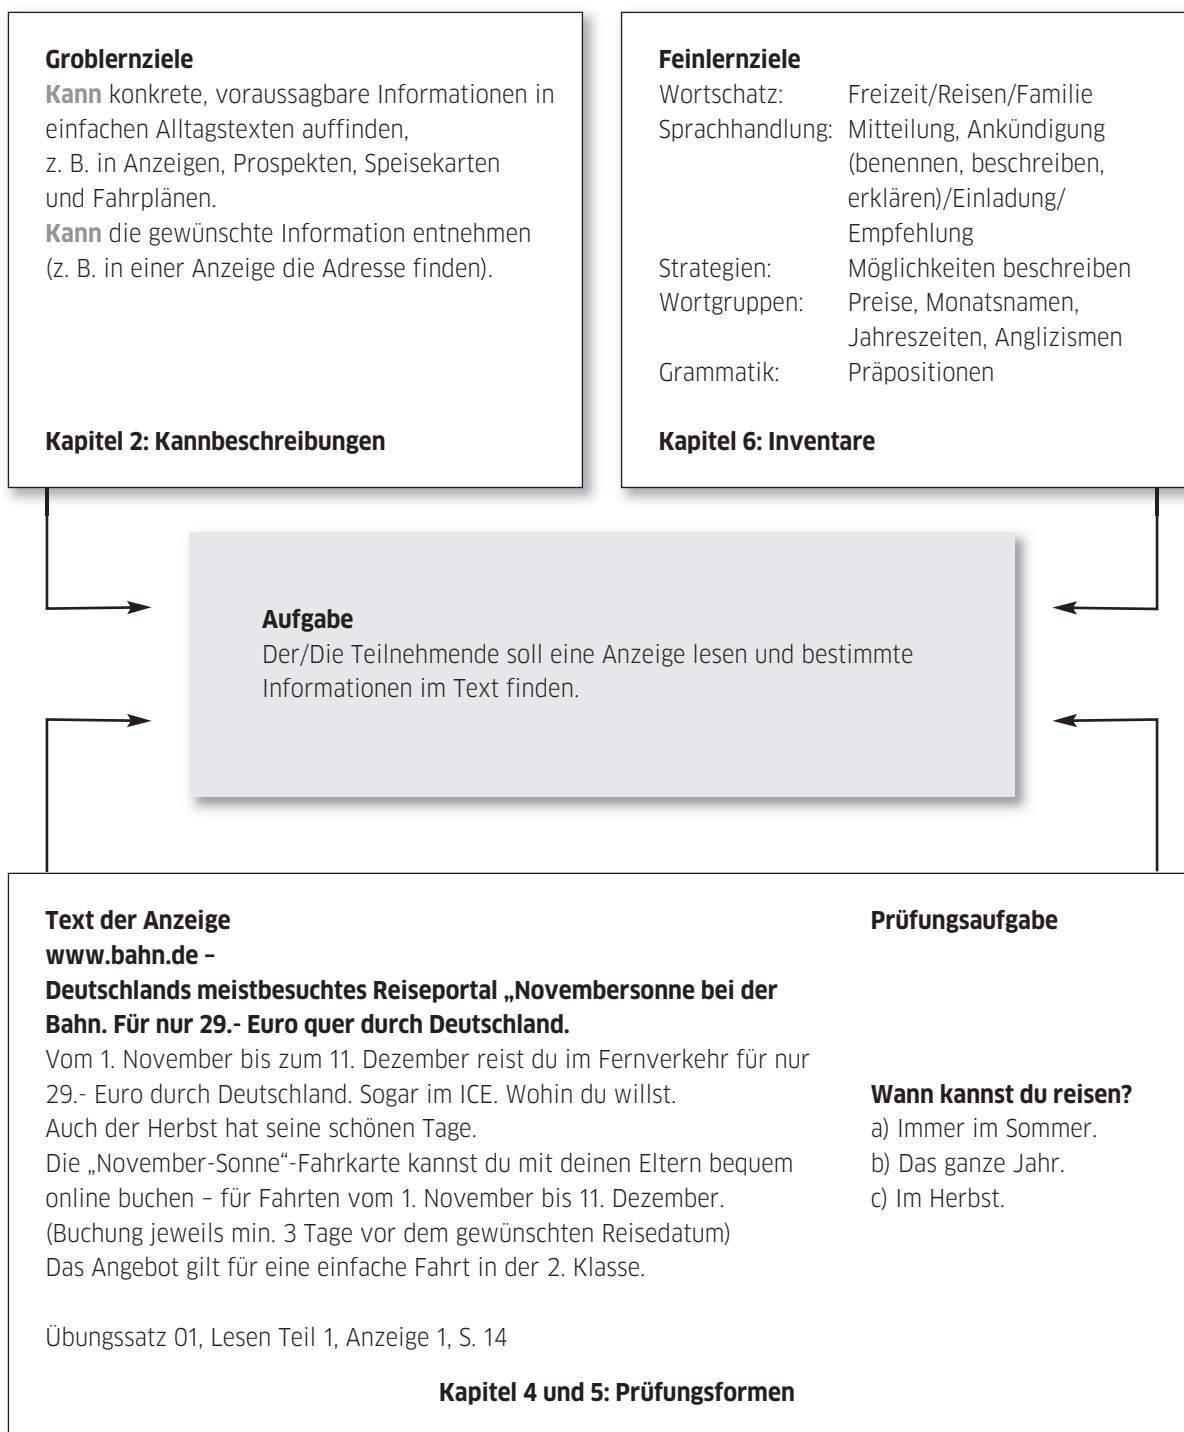 Groblernziele
Kann konkrete, voraussagbare Informationen in
einfachen Alltagstexten auffinden,
z. B. in Anzeigen, Prospekten, Speisekarten
und Fahrplänen.
Kann die gewünschte Information entnehmen
(z. B. in einer Anzeige die Adresse finden).
Kapitel 2: Kannbeschreibungen
Feinlernziele
Wortschatz: Freizeit/Reisen/Familie
Sprachhandlung: Mitteilung, Ankündigung
(benennen, beschreiben,
erklären)/Einladung/
Empfehlung
Strategien: Möglichkeiten beschreiben
Wortgruppen: Preise, Monatsnamen,
Jahreszeiten, Anglizismen
Grammatik: Präpositionen
Kapitel 6: Inventare
Aufgabe
Der/Die Teilnehmende soll eine Anzeige lesen und bestimmte
Informationen im Text finden.
Text der Anzeige
www.bahn.de –
Deutschlands meistbesuchtes Reiseportal „Novembersonne bei der
Bahn. Für nur 29.- Euro quer durch Deutschland.
Vom 1. November bis zum 11. Dezember reist du im Fernverkehr für nur
29.- Euro durch Deutschland. Sogar im ICE. Wohin du willst.
Auch der Herbst hat seine schönen Tage.
Die „November-Sonne“-Fahrkarte kannst du mit deinen Eltern bequem
online buchen – für Fahrten vom 1. November bis 11. Dezember.
(Buchung jeweils min. 3 Tage vor dem gewünschten Reisedatum)
Das Angebot gilt für eine einfache Fahrt in der 2. Klasse.
Übungssatz 01, Lesen Teil 1, Anzeige 1, S. 14
Prüfungsaufgabe
Wann kannst du reisen?
a) Immer im Sommer.
b) Das ganze Jahr.
c) Im Herbst.
Kapitel 4 und 5: Prüfungsformen